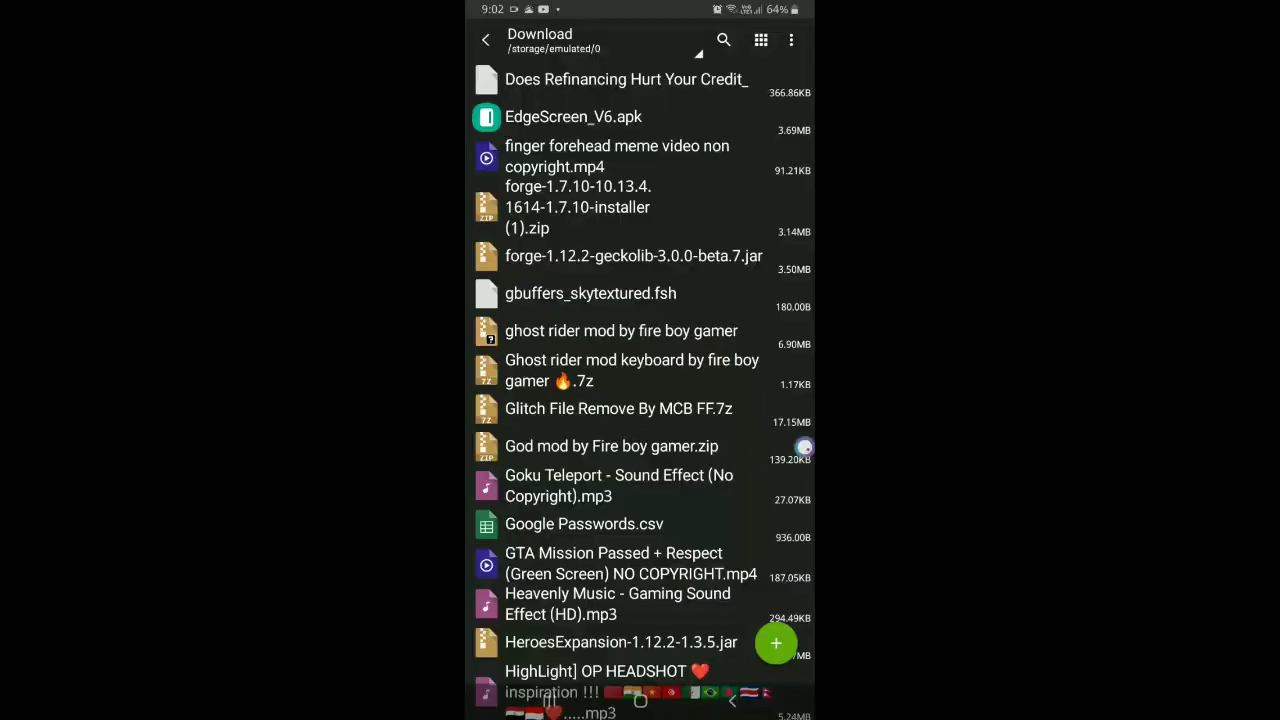 9:02
64%
Download
/storage/emulated/0
Does Refinancing Hurt Your Credit_
366.86KB
EdgeScreen_V6.apk
3.69MB
finger forehead meme video non
copyright.mp4
91.21KB
forge-1.7.10-10.13.4.
1614-1.7.10-installer
(1).zip
ZIP
3.14MB
forge-1.12.2-geckolib-3.0.0-beta.7.jar
3.50MB
gbuffers_skytextured.fsh
180.00B
ghost rider mod by fire boy gamer
6.90MB
Ghost rider mod keyboard by fire boy
gamer 🔥.7z
7Z
1.17KB
Glitch File Remove By MCB FF.7z
7Z
17.15MB
God mod by Fire boy gamer.zip
ZIP
139.20KB
Goku Teleport - Sound Effect (No
Copyright).mp3
27.07KB
Google Passwords.csv
936.00B
GTA Mission Passed + Respect
(Green Screen) NO COPYRIGHT.mp4
187.05KB
Heavenly Music - Gaming Sound
Effect (HD).mp3
294.49KB
HeroesExpansion-1.12.2-1.3.5.jar
MB
HighLight] OP HEADSHOT ❤️
inspiration !!!
.....mp3
5.24MB